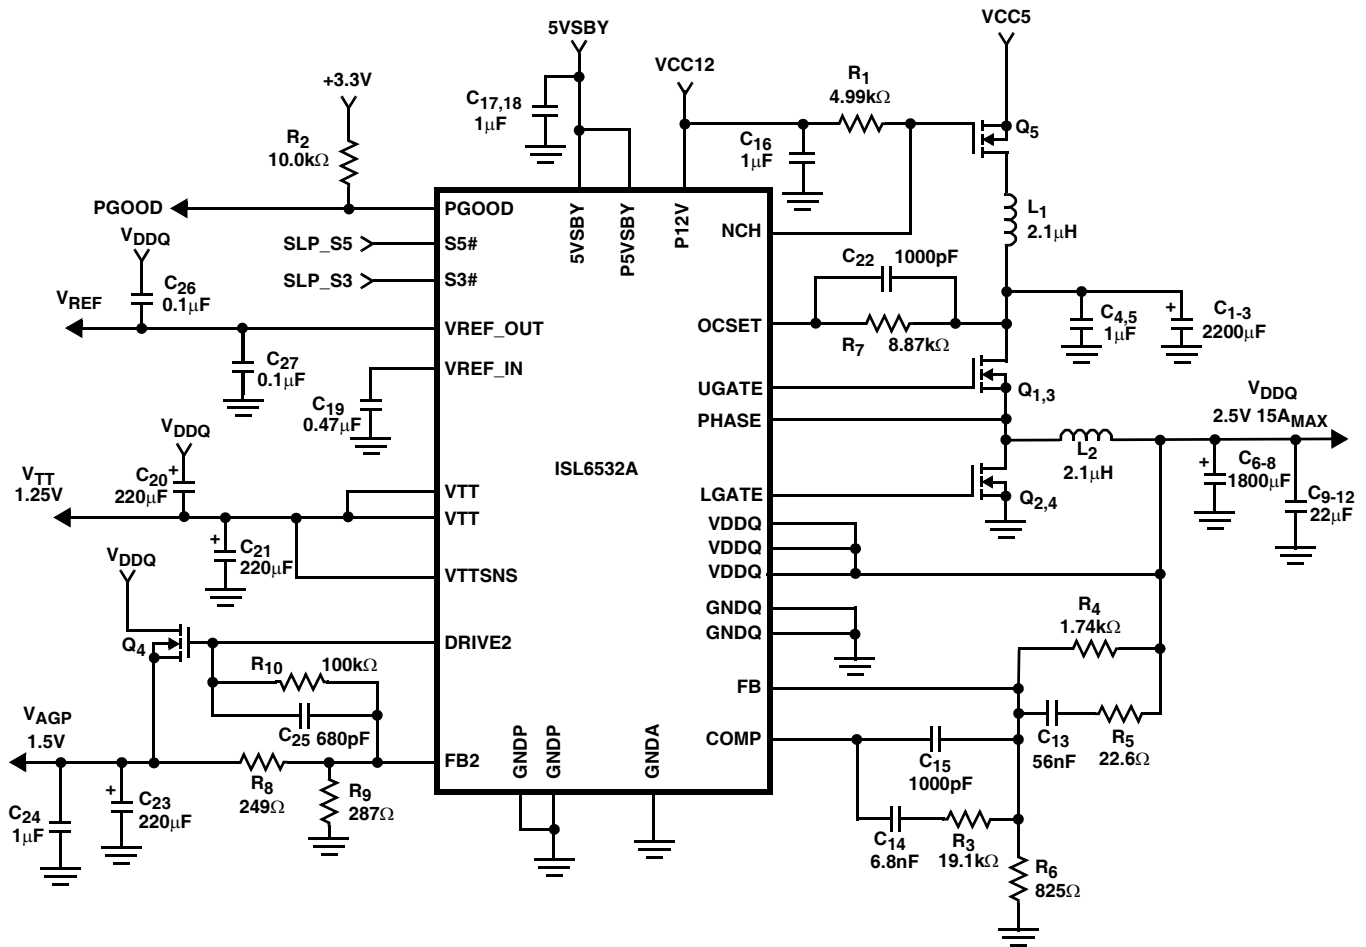 5VSBY
VCC5
VCC12
+3.3V
C17,18
1μF
R1
4.99kΩ
Q5
R2
10.0kΩ
C16
1μF
L1
2.1μH
PGOOD
PGOOD
5VSBY
P5VSBY
P12V
NCH
VDDQ
SLP_S5
S5#
SLP_S3
S3#
C22
1000pF
C26
0.1μF
VREF
VREF_OUT
OCSET
R7
8.87kΩ
C4,5
1μF
C1-3
+
2200μF
C27
0.1μF
VREF_IN
UGATE
Q1,3
C19
0.47μF
PHASE
VDDQ
2.5V 15AMAX
VDDQ
ISL6532A
L2
2.1μH
C20
+
220μF
VTT
1.25V
VTT
VTT
LGATE
Q2,4
+
C6-8
1800μF
C9-12
22μF
VDDQ
VDDQ
VDDQ
+
C21
220μF
VDDQ
VTTSNS
GNDQ
GNDQ
R4
1.74kΩ
Q4
DRIVE2
R10
100kΩ
FB
C25
680pF
VAGP
1.5V
GNDP
GNDP
GNDA
COMP
C13
56nF
R5
22.6Ω
C15
1000pF
FB2
R8
249Ω
R9
287Ω
C24
1μF
+
C23
220μF
C14
6.8nF
R3
19.1kΩ
R6
825Ω